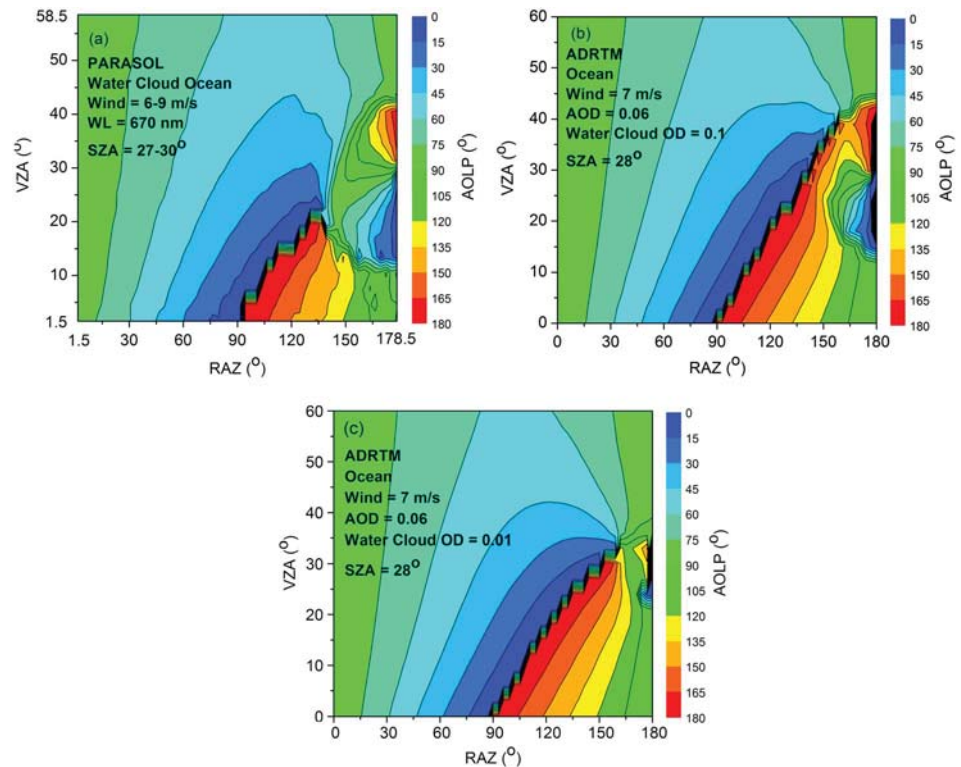 (a)
PARASOL
Water Cloud Ocean
Wind = 6-9 m/s
WL = 670 nm
SZA = 27-30°
58.5
50
40
30
20
10
1.5
VZA (°)
1.5 30 60 90 120 150 178.5
RAZ (°)
0
15
30
45
60
75
105
120
135
150
165
180
AOLP (°)
(b)
ADRTM
Ocean
Wind = 7 m/s
AOD = 0.06
Water Cloud OD = 0.1
SZA = 28°
60
50
40
30
20
10
0
VZA (°)
0 30 60 90 120 150 180
RAZ (°)
0
15
30
45
60
75
105
120
135
150
165
180
AOLP (°)
(c)
ADRTM
Ocean
Wind = 7 m/s
AOD = 0.06
Water Cloud OD = 0.01
SZA = 28°
60
50
40
30
20
10
0
VZA (°)
0 30 60 90 120 150 180
RAZ (°)
0
15
30
45
60
75
105
120
135
150
165
180
AOLP (°)